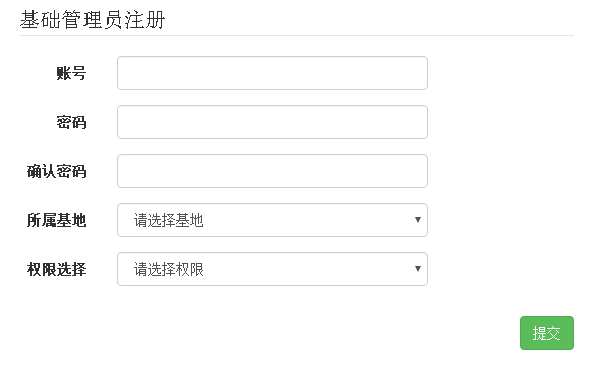 基础管理员注册
账号
密码
确认密码
所属基地 请选择基地
权限选择 请选择权限
提交